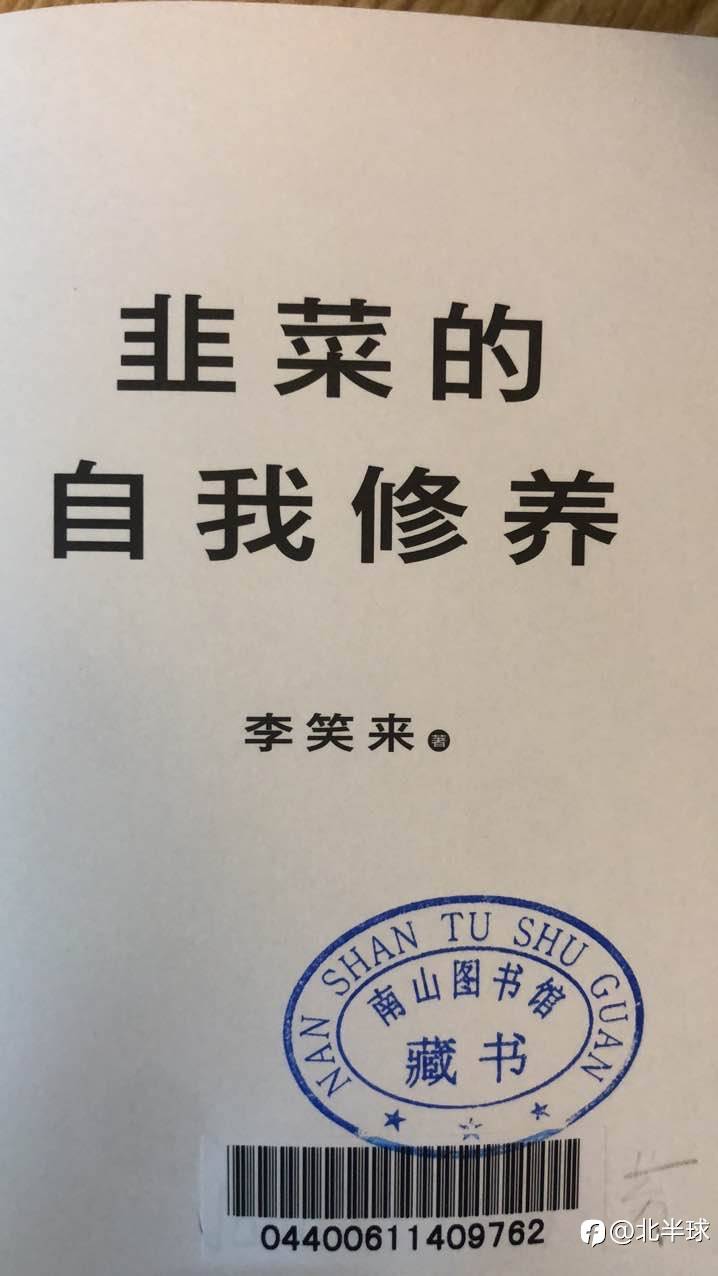 韭菜的
自我修养
李笑来 著
NAN SHAN TU SHU GUAN
南山图书馆
藏书
04400611409762
@北半球